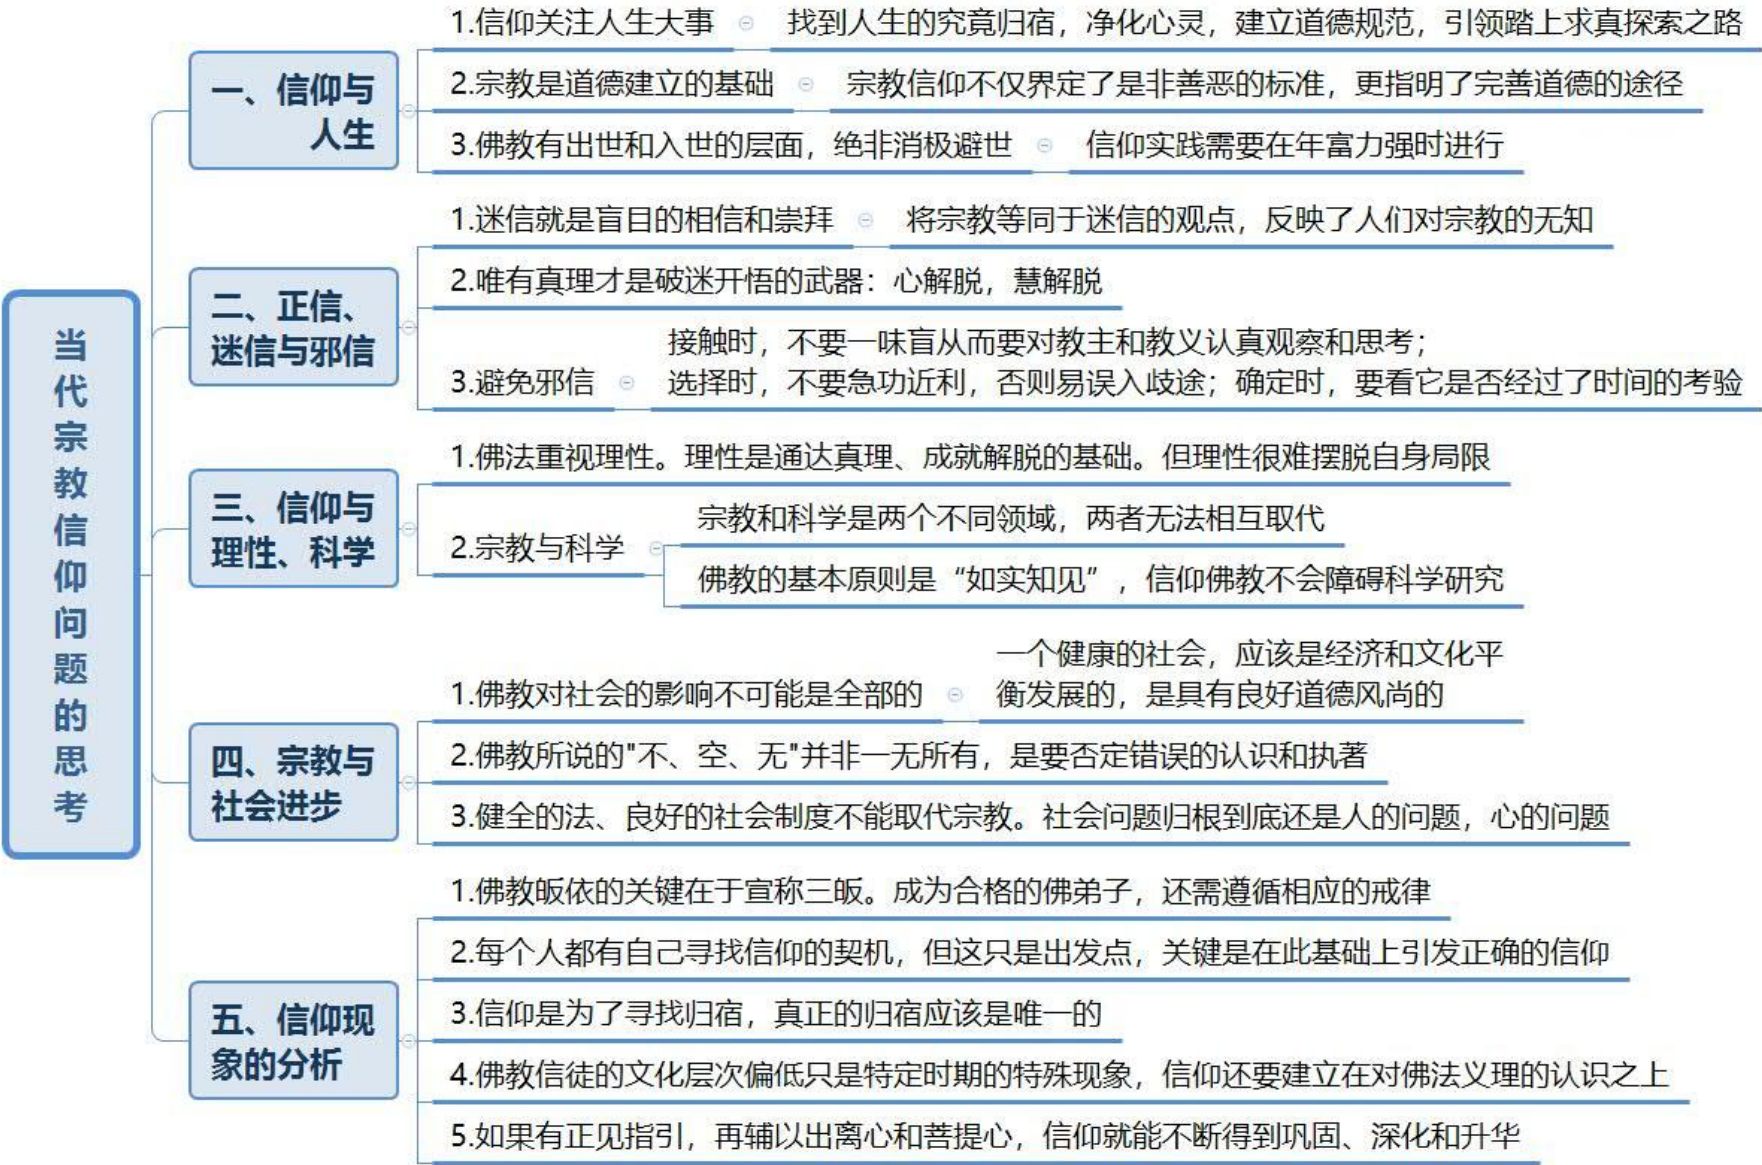 当代宗教信仰问题的思考
一、信仰与
人生
1.信仰关注人生大事
找到人生的究竟归宿，净化心灵，建立道德规范，引领踏上求真探索之路
2.宗教是道德建立的基础
宗教信仰不仅界定了是非善恶的标准，更指明了完善道德的途径
3.佛教有出世和入世的层面，绝非消极避世
信仰实践需要在年富力强时进行
二、正信、
迷信与邪信
1.迷信就是盲目的相信和崇拜
将宗教等同于迷信的观点，反映了人们对宗教的无知
2.唯有真理才是破迷开悟的武器：心解脱，慧解脱
3.避免邪信
接触时，不要一味盲从而要对教主和教义认真观察和思考；
选择时，不要急功近利，否则易误入歧途；确定时，要看它是否经过了时间的考验
三、信仰与
理性、科学
1.佛法重视理性。理性是通达真理、成就解脱的基础。但理性很难摆脱自身局限
2.宗教与科学
宗教和科学是两个不同领域，两者无法相互取代
佛教的基本原则是“如实知见”，信仰佛教不会障碍科学研究
四、宗教与
社会进步
1.佛教对社会的影响不可能是全部的
一个健康的社会，应该是经济和文化平
衡发展的，是具有良好道德风尚的
2.佛教所说的"不、空、无"并非一无所有，是要否定错误的认识和执著
3.健全的法、良好的社会制度不能取代宗教。社会问题归根到底还是人的问题，心的问题
五、信仰现
象的分析
1.佛教皈依的关键在于宣称三皈。成为合格的佛弟子，还需遵循相应的戒律
2.每个人都有自己寻找信仰的契机，但这只是出发点，关键是在此基础上引发正确的信仰
3.信仰是为了寻找归宿，真正的归宿应该是唯一的
4.佛教信徒的文化层次偏低只是特定时期的特殊现象，信仰还要建立在对佛法义理的认识之上
5.如果有正见指引，再辅以出离心和菩提心，信仰就能不断得到巩固、深化和升华